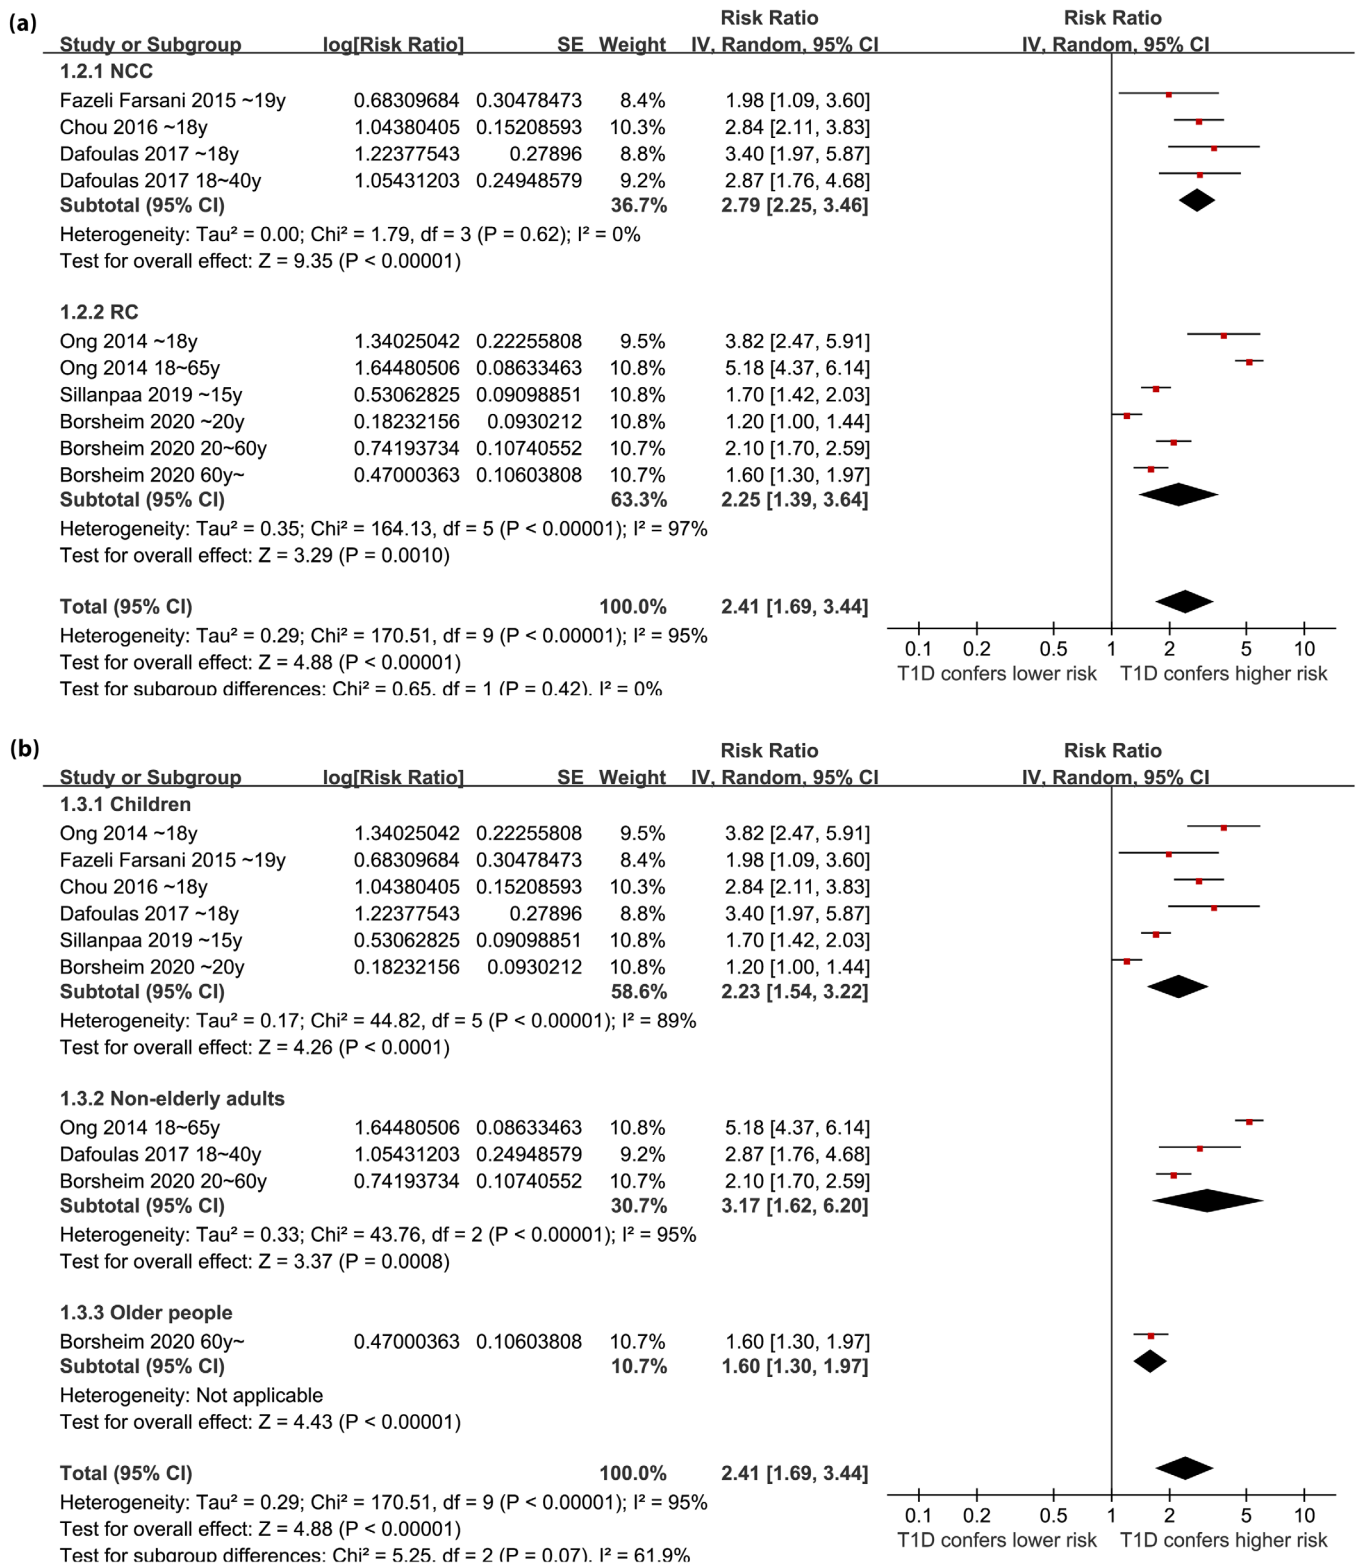 (a)
Risk Ratio Risk Ratio
Study or Subgroup log[Risk Ratio] SE Weight IV, Random, 95% CI IV, Random, 95% CI
1.2.1 NCC
Fazeli Farsani 2015 ~19y 0.68309684 0.30478473 8.4% 1.98 [1.09, 3.60]
Chou 2016 ~18y 1.04380405 0.15208593 10.3% 2.84 [2.11, 3.83]
Dafoulas 2017 ~18y 1.22377543 0.27896 8.8% 3.40 [1.97, 5.87]
Dafoulas 2017 18~40y 1.05431203 0.24948579 9.2% 2.87 [1.76, 4.68]
Subtotal (95% CI) 36.7% 2.79 [2.25, 3.46]
Heterogeneity: Tau² = 0.00; Chi² = 1.79, df = 3 (P = 0.62); I² = 0%
Test for overall effect: Z = 9.35 (P < 0.00001)
1.2.2 RC
Ong 2014 ~18y 1.34025042 0.22255808 9.5% 3.82 [2.47, 5.91]
Ong 2014 18~65y 1.64480506 0.08633463 10.8% 5.18 [4.37, 6.14]
Sillanpaa 2019 ~15y 0.53062825 0.09098851 10.8% 1.70 [1.42, 2.03]
Borsheim 2020 ~20y 0.18232156 0.0930212 10.8% 1.20 [1.00, 1.44]
Borsheim 2020 20~60y 0.74193734 0.10740552 10.7% 2.10 [1.70, 2.59]
Borsheim 2020 60y~ 0.47000363 0.10603808 10.7% 1.60 [1.30, 1.97]
Subtotal (95% CI) 63.3% 2.25 [1.39, 3.64]
Heterogeneity: Tau² = 0.35; Chi² = 164.13, df = 5 (P < 0.00001); I² = 97%
Test for overall effect: Z = 3.29 (P = 0.0010)
Total (95% CI) 100.0% 2.41 [1.69, 3.44]
Heterogeneity: Tau² = 0.29; Chi² = 170.51, df = 9 (P < 0.00001); I² = 95%
Test for overall effect: Z = 4.88 (P < 0.00001)
Test for subgroup differences: Chi² = 0.65, df = 1 (P = 0.42), I² = 0%
0.1 0.2 0.5 1 2 5 10
T1D confers lower risk T1D confers higher risk
(b)
Risk Ratio Risk Ratio
Study or Subgroup log[Risk Ratio] SE Weight IV, Random, 95% CI IV, Random, 95% CI
1.3.1 Children
Ong 2014 ~18y 1.34025042 0.22255808 9.5% 3.82 [2.47, 5.91]
Fazeli Farsani 2015 ~19y 0.68309684 0.30478473 8.4% 1.98 [1.09, 3.60]
Chou 2016 ~18y 1.04380405 0.15208593 10.3% 2.84 [2.11, 3.83]
Dafoulas 2017 ~18y 1.22377543 0.27896 8.8% 3.40 [1.97, 5.87]
Sillanpaa 2019 ~15y 0.53062825 0.09098851 10.8% 1.70 [1.42, 2.03]
Borsheim 2020 ~20y 0.18232156 0.0930212 10.8% 1.20 [1.00, 1.44]
Subtotal (95% CI) 58.6% 2.23 [1.54, 3.22]
Heterogeneity: Tau² = 0.17; Chi² = 44.82, df = 5 (P < 0.00001); I² = 89%
Test for overall effect: Z = 4.26 (P < 0.0001)
1.3.2 Non-elderly adults
Ong 2014 18~65y 1.64480506 0.08633463 10.8% 5.18 [4.37, 6.14]
Dafoulas 2017 18~40y 1.05431203 0.24948579 9.2% 2.87 [1.76, 4.68]
Borsheim 2020 20~60y 0.74193734 0.10740552 10.7% 2.10 [1.70, 2.59]
Subtotal (95% CI) 30.7% 3.17 [1.62, 6.20]
Heterogeneity: Tau² = 0.33; Chi² = 43.76, df = 2 (P < 0.00001); I² = 95%
Test for overall effect: Z = 3.37 (P = 0.0008)
1.3.3 Older people
Borsheim 2020 60y~ 0.47000363 0.10603808 10.7% 1.60 [1.30, 1.97]
Subtotal (95% CI) 10.7% 1.60 [1.30, 1.97]
Heterogeneity: Not applicable
Test for overall effect: Z = 4.43 (P < 0.00001)
Total (95% CI) 100.0% 2.41 [1.69, 3.44]
Heterogeneity: Tau² = 0.29; Chi² = 170.51, df = 9 (P < 0.00001); I² = 95%
Test for overall effect: Z = 4.88 (P < 0.00001)
Test for subgroup differences: Chi² = 5.25, df = 2 (P = 0.07), I² = 61.9%
0.1 0.2 0.5 1 2 5 10
T1D confers lower risk T1D confers higher risk